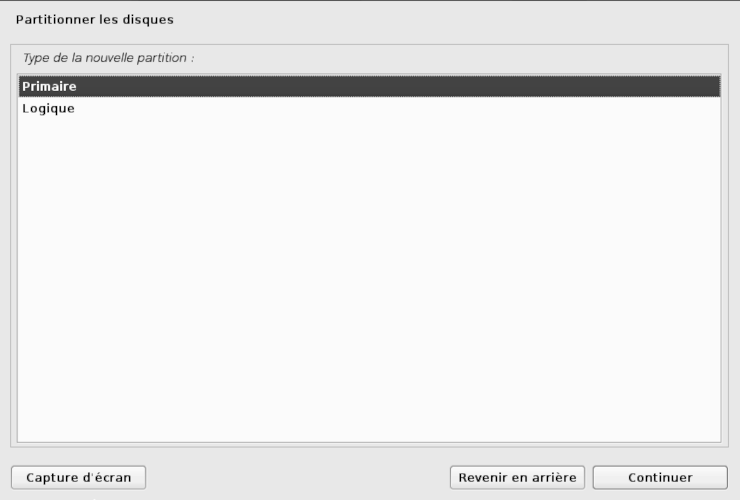 Partitionner les disques
Type de la nouvelle partition :
Primaire
Logique
Capture d'écran
Revenir en arrière
Continuer